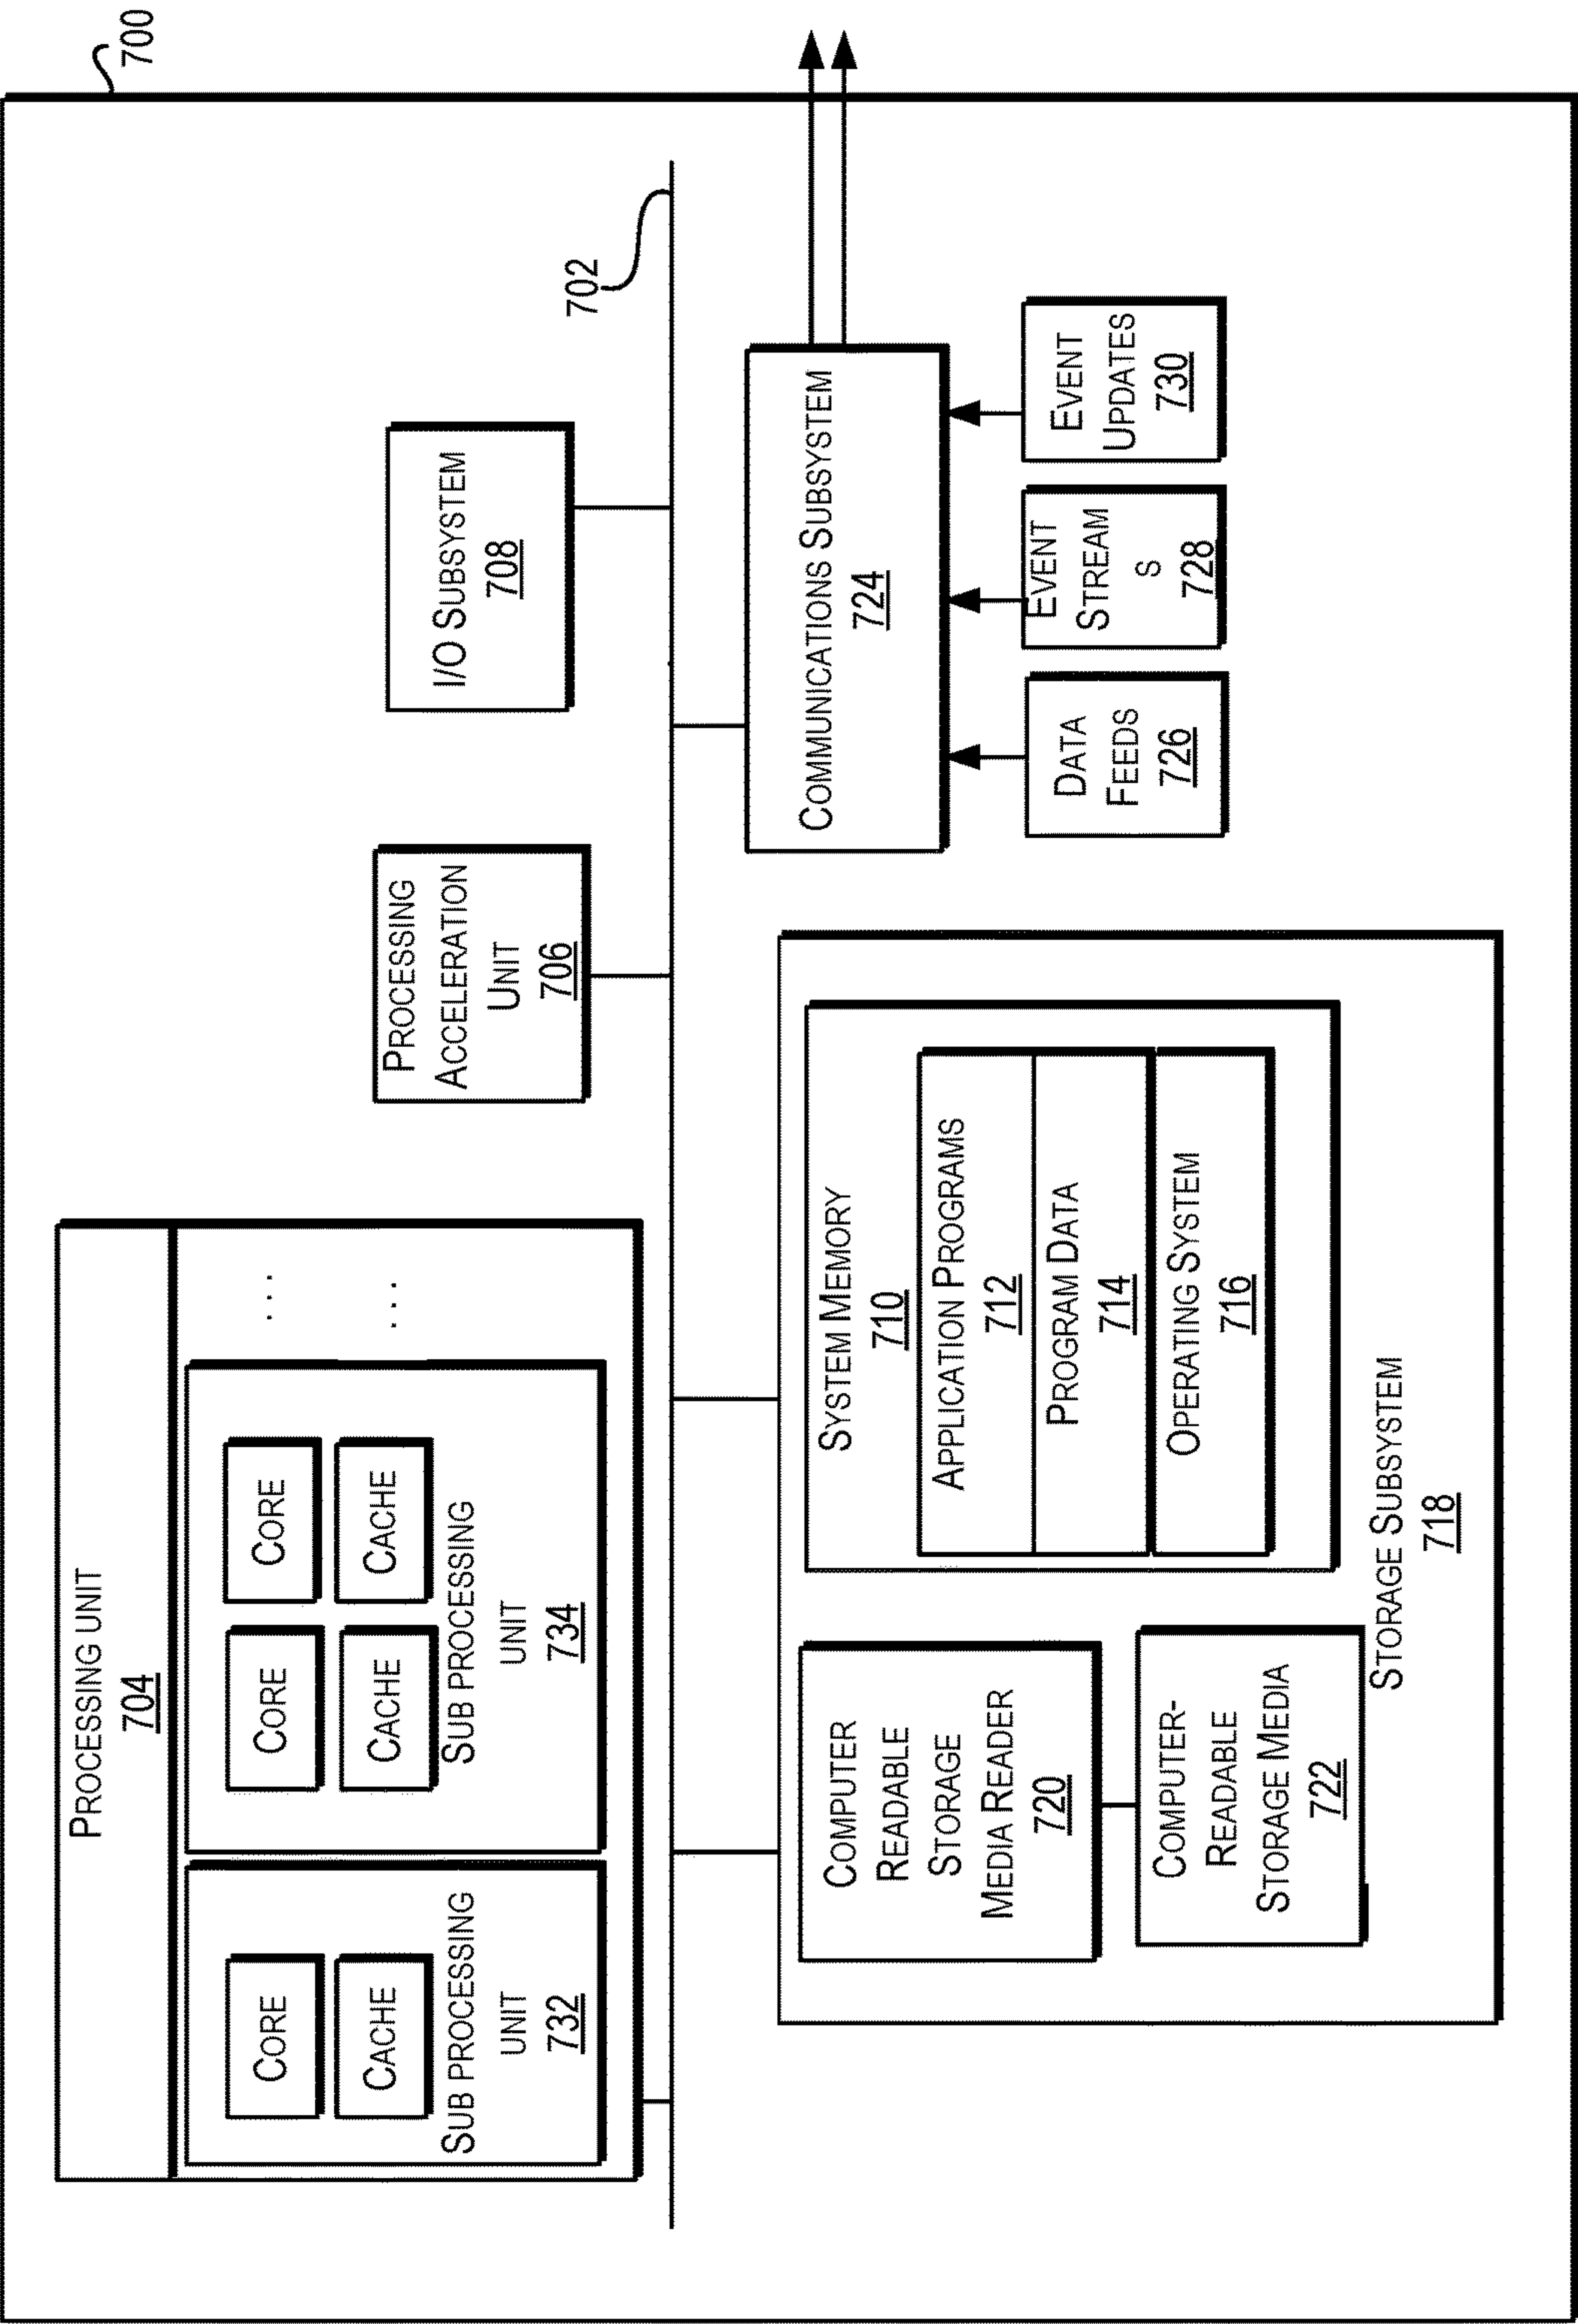 700
PROCESSING UNIT
704
CORE
CACHE
SUB PROCESSING
UNIT
732
CORE
CORE
CACHE
CACHE
SUB PROCESSING
UNIT
734
. . .
. . .
PROCESSING
ACCELERATION
UNIT
706
I/O SUBSYSTEM
708
702
COMPUTER
READABLE
STORAGE
MEDIA READER
720
COMPUTER-
READABLE
STORAGE MEDIA
722
SYSTEM MEMORY
710
APPLICATION PROGRAMS
712
PROGRAM DATA
714
OPERATING SYSTEM
716
STORAGE SUBSYSTEM
718
COMMUNICATIONS SUBSYSTEM
724
DATA
FEEDS
726
EVENT
STREAM
S
728
EVENT
UPDATES
730